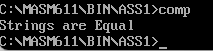 C:\MASM611\BIN\ASS1>comp
Strings are Equal
C:\MASM611\BIN\ASS1>